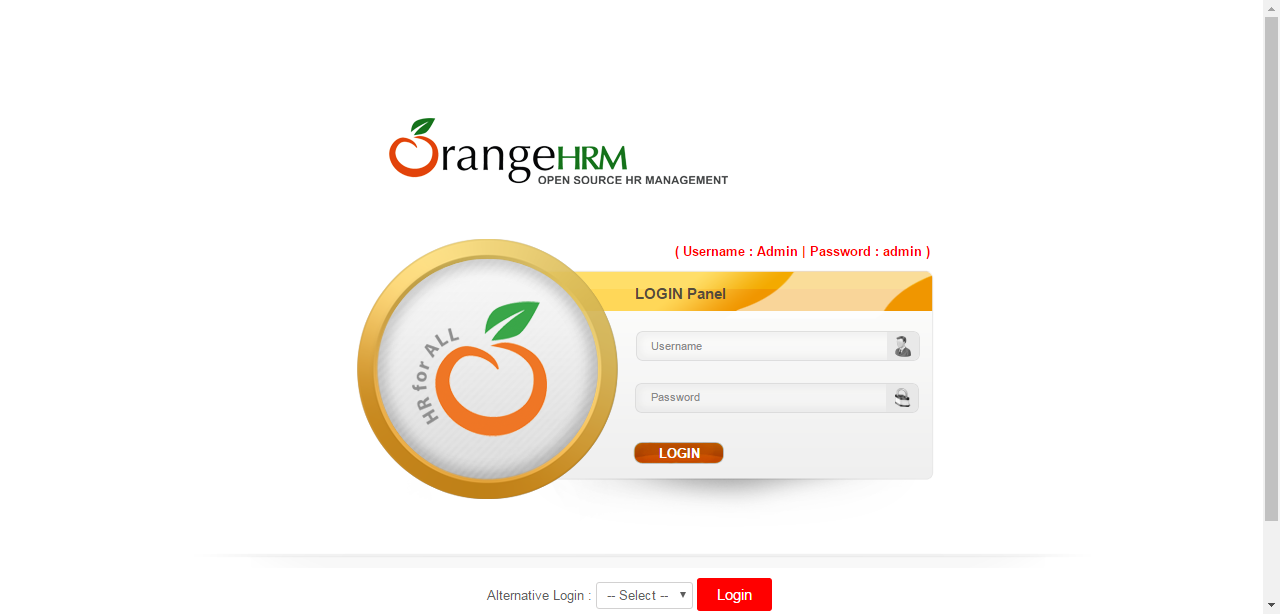 OrangeHRM
OPEN SOURCE HR MANAGEMENT
( Username : Admin | Password : admin )
LOGIN Panel
HR for ALL
Username
Password
LOGIN
Alternative Login : -- Select -- Login